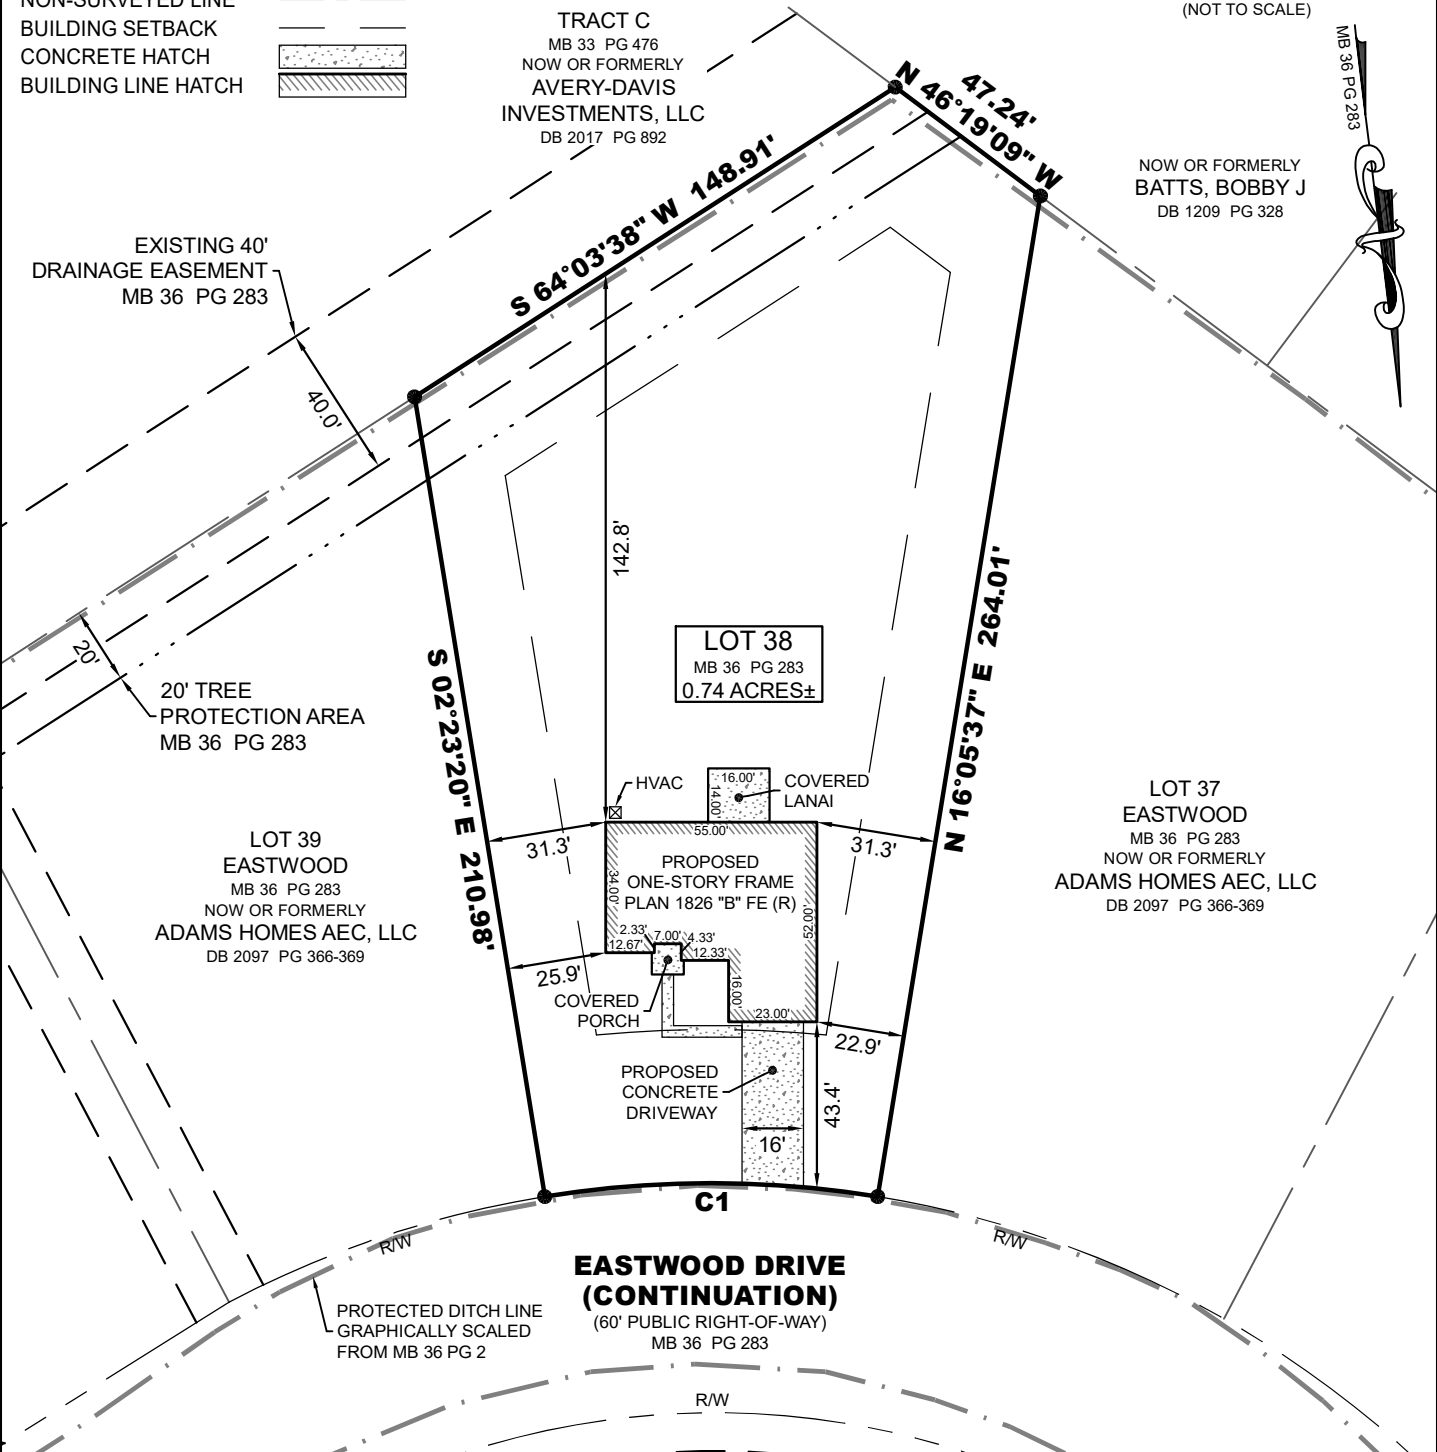 NON-SURVEYED LINE
BUILDING SETBACK
CONCRETE HATCH
BUILDING LINE HATCH
TRACT C
MB 33 PG 476
NOW OR FORMERLY
AVERY-DAVIS
INVESTMENTS, LLC
DB 2017 PG 892
(NOT TO SCALE)
MB 36 PG 283
N 46°19'09" W
47.24'
NOW OR FORMERLY
BATTS, BOBBY J
DB 1209 PG 328
S 64°03'38" W 148.91'
EXISTING 40'
DRAINAGE EASEMENT
MB 36 PG 283
40.0'
142.8'
20'
20' TREE
PROTECTION AREA
MB 36 PG 283
LOT 38
MB 36 PG 283
0.74 ACRES±
S 02°23'20" E 210.98'
N 16°05'37" E 264.01'
HVAC
16.00'
14.00'
COVERED
LANAI
55.00'
31.3'
31.3'
PROPOSED
ONE-STORY FRAME
PLAN 1826 "B" FE (R)
34.00'
52.00'
2.33'
7.00'
4.33'
12.67'
12.33'
16.00'
23.00'
25.9'
22.9'
COVERED
PORCH
LOT 39
EASTWOOD
MB 36 PG 283
NOW OR FORMERLY
ADAMS HOMES AEC, LLC
DB 2097 PG 366-369
LOT 37
EASTWOOD
MB 36 PG 283
NOW OR FORMERLY
ADAMS HOMES AEC, LLC
DB 2097 PG 366-369
PROPOSED
CONCRETE
DRIVEWAY
43.4'
16'
C1
R/W
R/W
EASTWOOD DRIVE
(CONTINUATION)
(60' PUBLIC RIGHT-OF-WAY)
MB 36 PG 283
PROTECTED DITCH LINE
GRAPHICALLY SCALED
FROM MB 36 PG 2
R/W